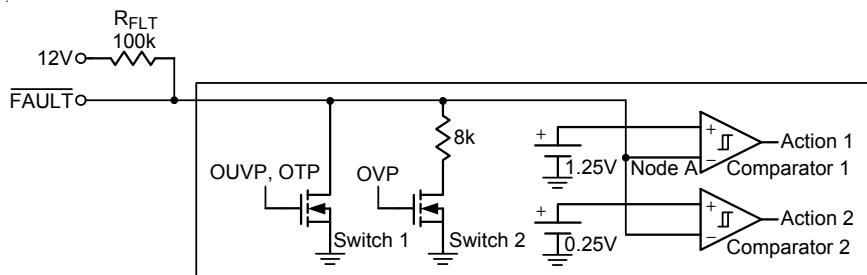 RFLT
100k
12V
FAULT
8k
OUVP, OTP
OVP
Switch 1
Switch 2
+
1.25V
Node A
+
−
Action 1
Comparator 1
+
0.25V
+
−
Action 2
Comparator 2